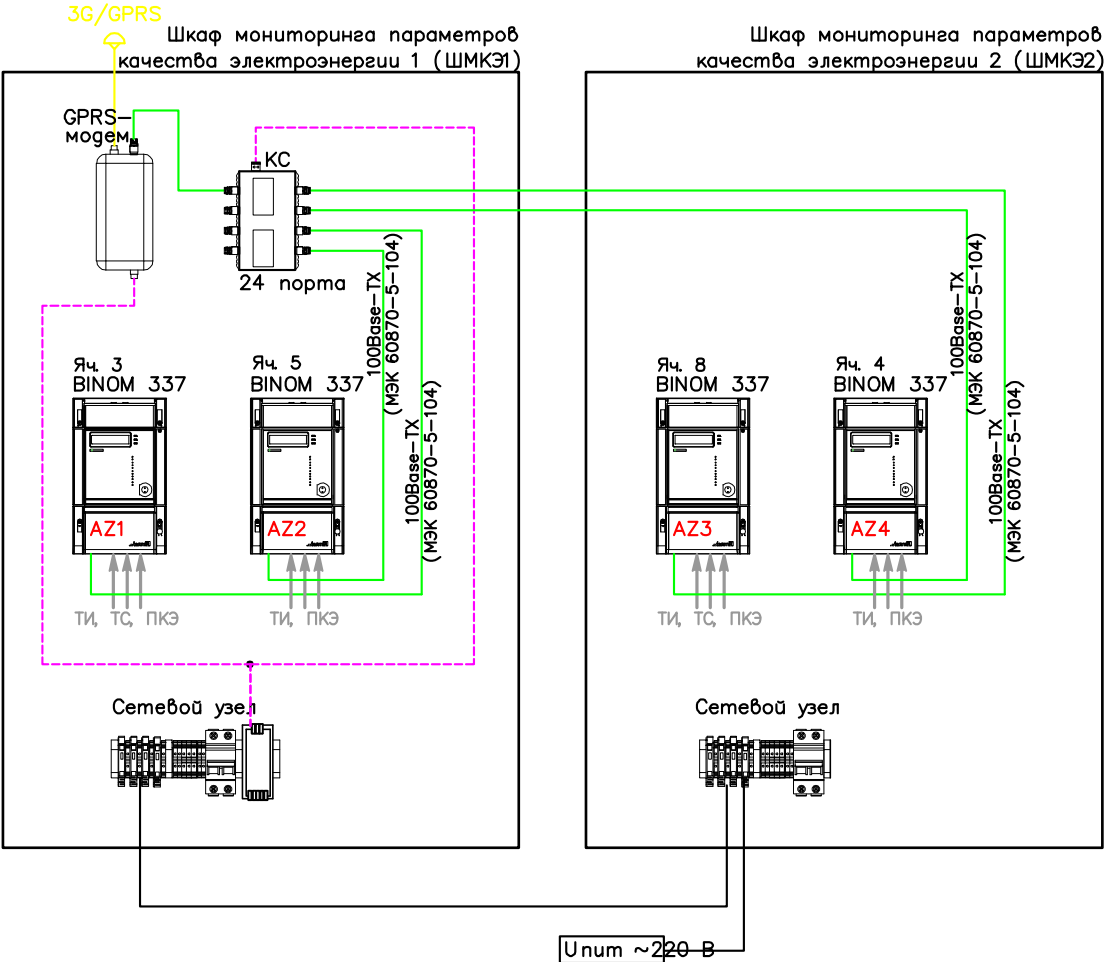 3G/GPRS
Шкаф мониторинга параметров
качества электроэнергии 1 (ШМКЭ1)
Шкаф мониторинга параметров
качества электроэнергии 2 (ШМКЭ2)
GPRS-
модем
КС
24 порта
100Base-TX
(МЭК 60870-5-104)
100Base-TX
(МЭК 60870-5-104)
100Base-TX
(МЭК 60870-5-104)
100Base-TX
(МЭК 60870-5-104)
Яч. 3
BINOM 337
Яч. 5
BINOM 337
Яч. 8
BINOM 337
Яч. 4
BINOM 337
AZ1
AZ2
AZ3
AZ4
ТИ, ТС, ПКЭ
ТИ, ПКЭ
ТИ, ТС, ПКЭ
ТИ, ПКЭ
Сетевой узел
Сетевой узел
Uпит ~220 В